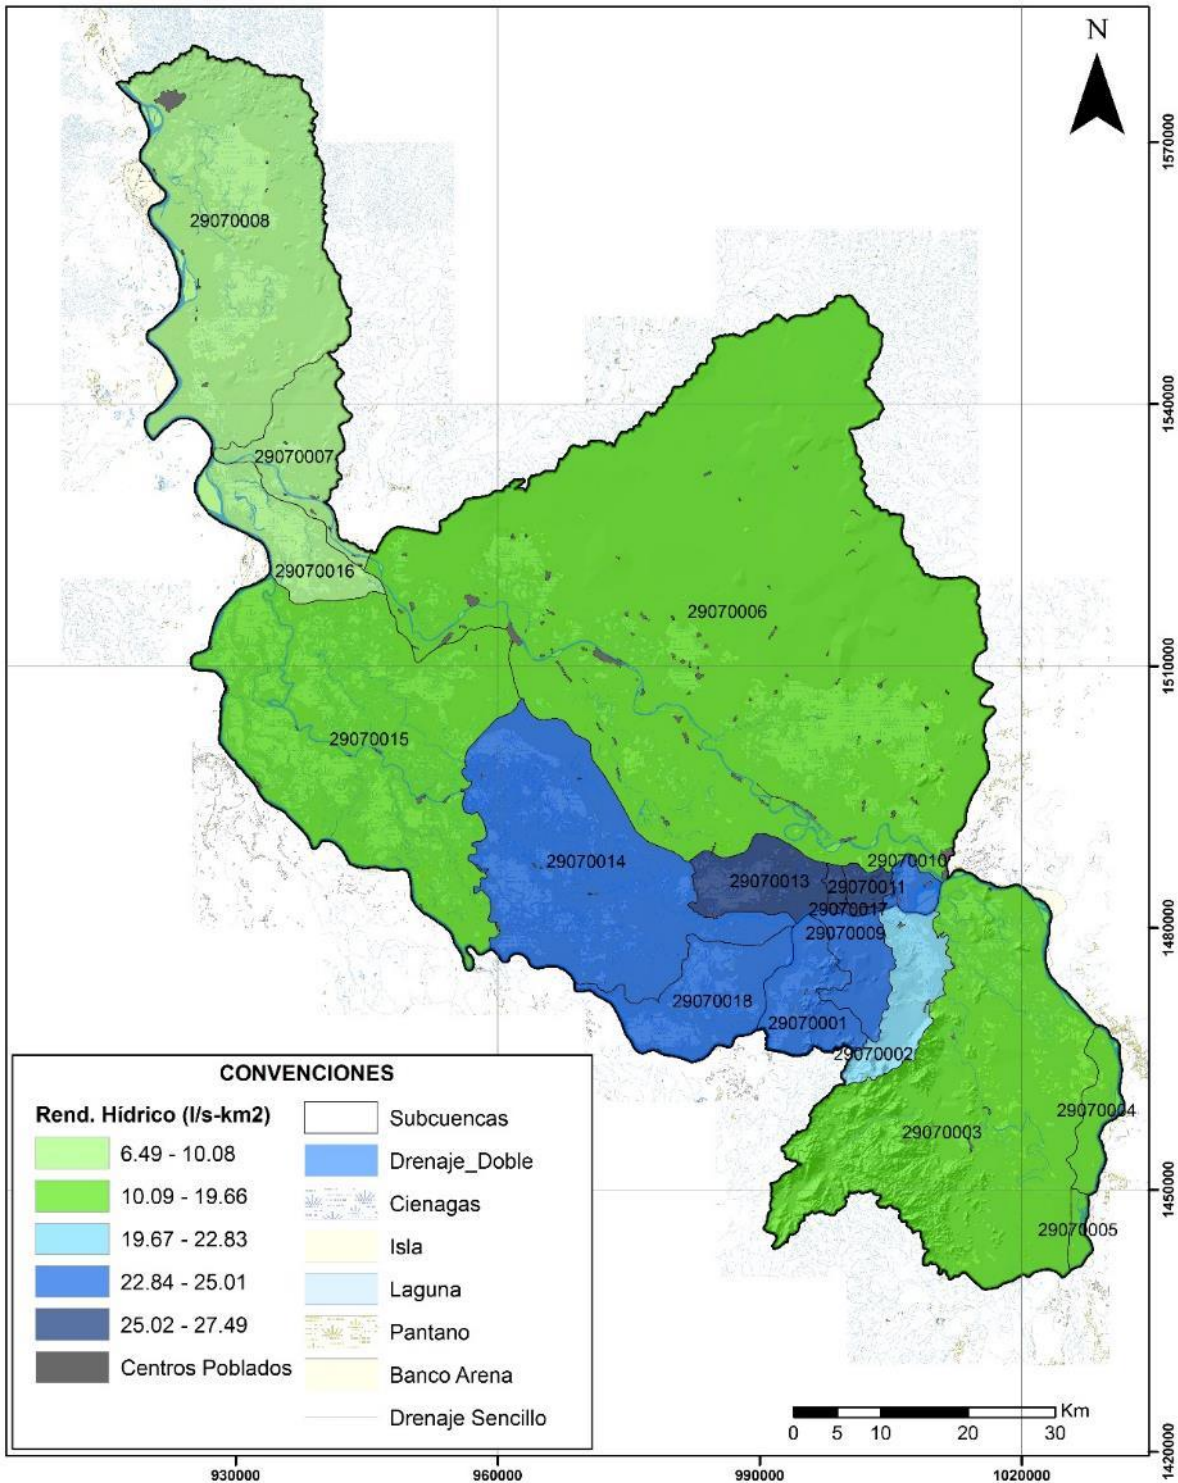 N
1570000
29070008
1540000
29070007
29070016
29070006
1510000
29070015
29070014
29070010
29070013
29070011
29070017
29070009
1480000
29070018
29070001
29070002
29070004
29070003
29070005
1450000
1420000
CONVENCIONES
Rend. Hídrico (l/s-km2)
6.49 - 10.08
10.09 - 19.66
19.67 - 22.83
22.84 - 25.01
25.02 - 27.49
Centros Poblados
Subcuencas
Drenaje_Doble
Cienagas
Isla
Laguna
Pantano
Banco Arena
Drenaje Sencillo
Km
0 5 10 20 30
930000 960000 990000 1020000